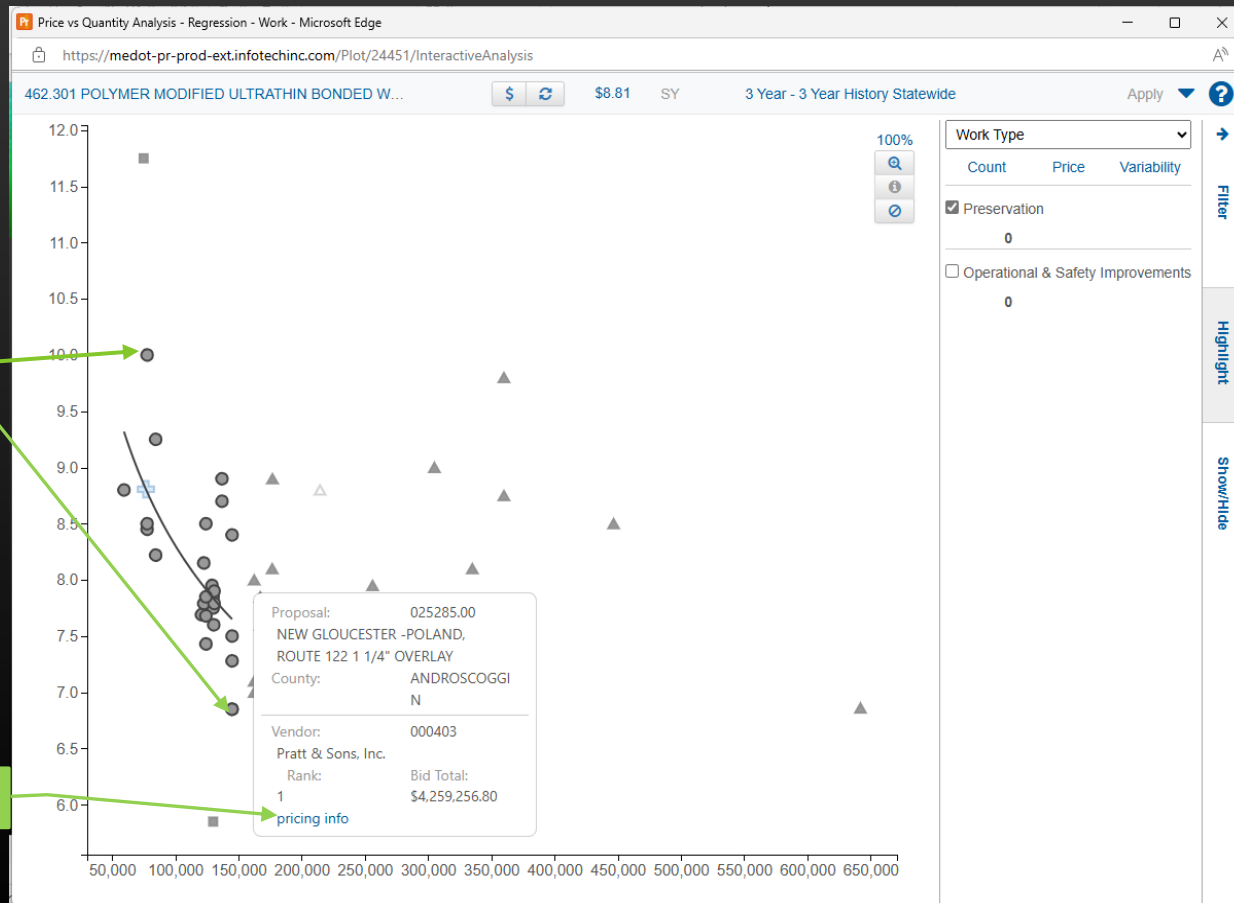 Pr Price vs Quantity Analysis - Regression - Work - Microsoft Edge
https://medot-pr-prod-ext.infotechinc.com/Plot/24451/InteractiveAnalysis
462.301 POLYMER MODIFIED ULTRATHIN BONDED W... $ $8.81 SY 3 Year - 3 Year History Statewide Apply ?
12.0
11.5
11.0
10.5
10.0
9.5
9.0
8.5
8.0
7.5
7.0
6.5
6.0
50,000 100,000 150,000 200,000 250,000 300,000 350,000 400,000 450,000 500,000 550,000 600,000 650,000
100%
Proposal: 025285.00
NEW GLOUCESTER -POLAND,
ROUTE 122 1 1/4" OVERLAY
County: ANDROSCOGGI
N
Vendor: 000403
Pratt & Sons, Inc.
Rank: Bid Total:
1 $4,259,256.80
pricing info
Work Type
Count Price Variability
Preservation
0
Operational & Safety Improvements
0
Filter
Highlight
Show/Hide